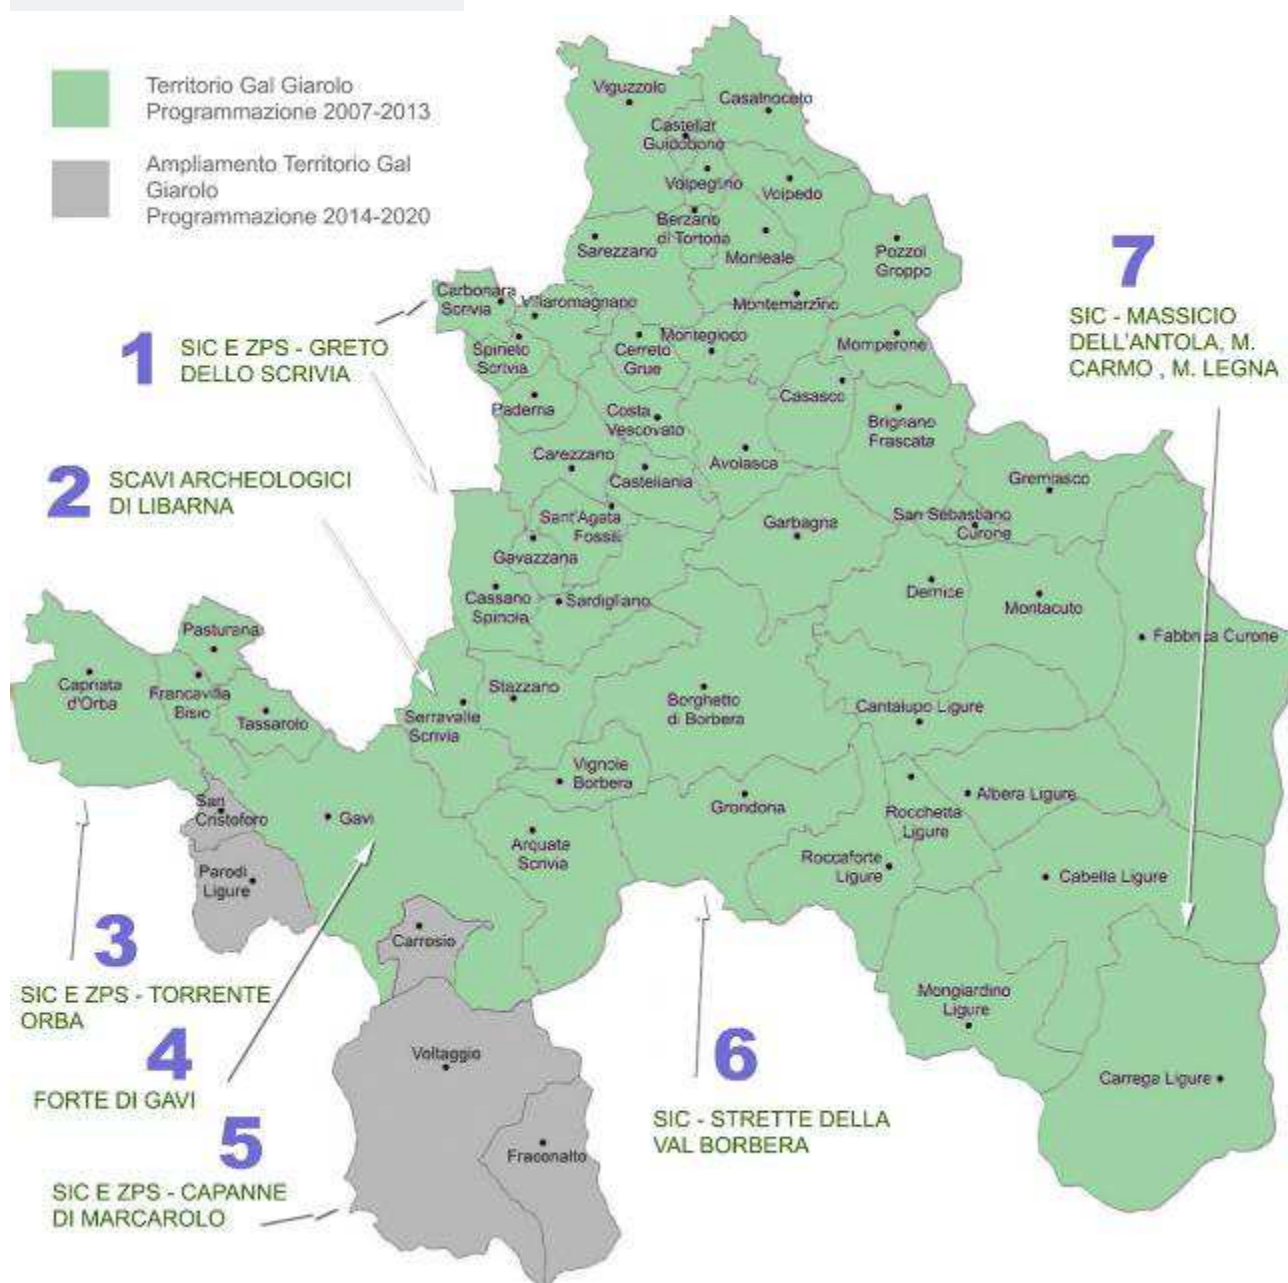 Territorio Gal Giarolo
Programmazione 2007-2013
Ampliamento Territorio Gal
Giarolo
Programmazione 2014-2020
Viguzzolo
Casalnoceto
Castellar
Guidobono
Volpeglino
Volpedo
Berzano
di Tortona
Sarezzano
Monleale
Pozzol
Groppo
7
SIC - MASSICIO
DELL'ANTOLA, M.
CARMO , M. LEGNA
Carbonara
Scrivia
Villaromagnano
Montemarzino
1
SIC E ZPS - GRETO
DELLO SCRIVIA
Spineto
Scrivia
Cerreto
Grue
Montegioco
Momperone
Paderna
Costa
Vescovato
Casasco
Brignano
Frascata
2
SCAVI ARCHEOLOGICI
DI LIBARNA
Carezzano
Castellania
Avolasca
Gremiasco
Sant'Agata
Fossili
Garbagna
San Sebastiano
Curone
Gavazzana
Cassano
Spinola
Sardigliano
Dernice
Montacuto
Fabbrica Curone
Pasturana
Capriata
d'Orba
Francavilla
Bisio
Tassarolo
Serravalle
Scrivia
Stazzano
Borghetto
di Borbera
Cantalupo Ligure
Vignole
Borbera
Grondona
Rocchetta
Ligure
Albera Ligure
San
Cristoforo
Gavi
Arquata
Scrivia
Roccaforte
Ligure
Cabella Ligure
Parodi
Ligure
Carrosio
3
SIC E ZPS - TORRENTE
ORBA
Mongiardino
Ligure
4
FORTE DI GAVI
Voltaggio
6
SIC - STRETTE DELLA
VAL BORBERA
Carrega Ligure
5
SIC E ZPS - CAPANNE
DI MARCAROLO
Fraconalto